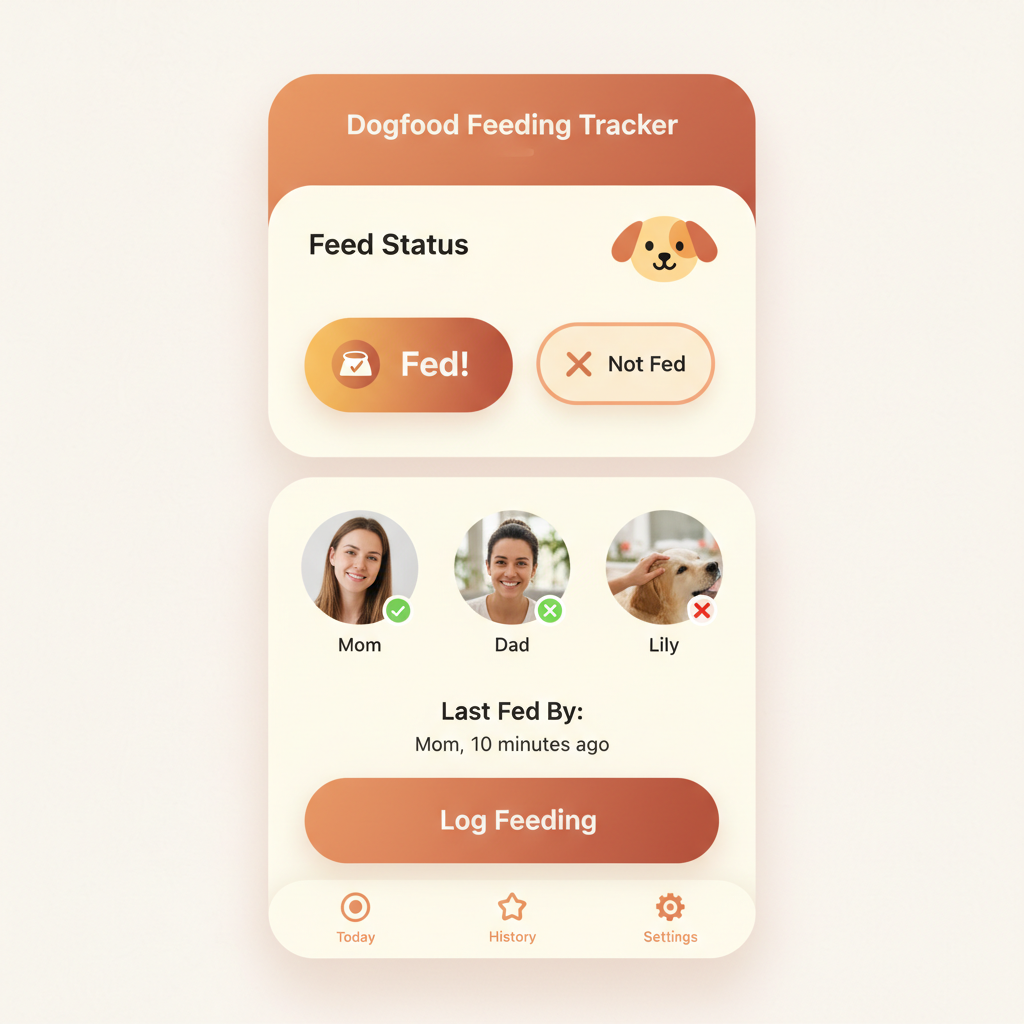 Dogfood Feeding Tracker
Feed Status
Fed!
Not Fed
Mom
Dad
Lily
Last Fed By:
Mom, 10 minutes ago
Log Feeding
Today
History
Settings